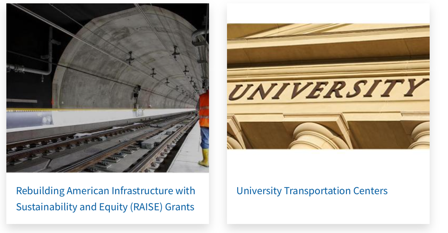 UNIVERSITY
Rebuilding American Infrastructure with
Sustainability and Equity (RAISE) Grants
University Transportation Centers